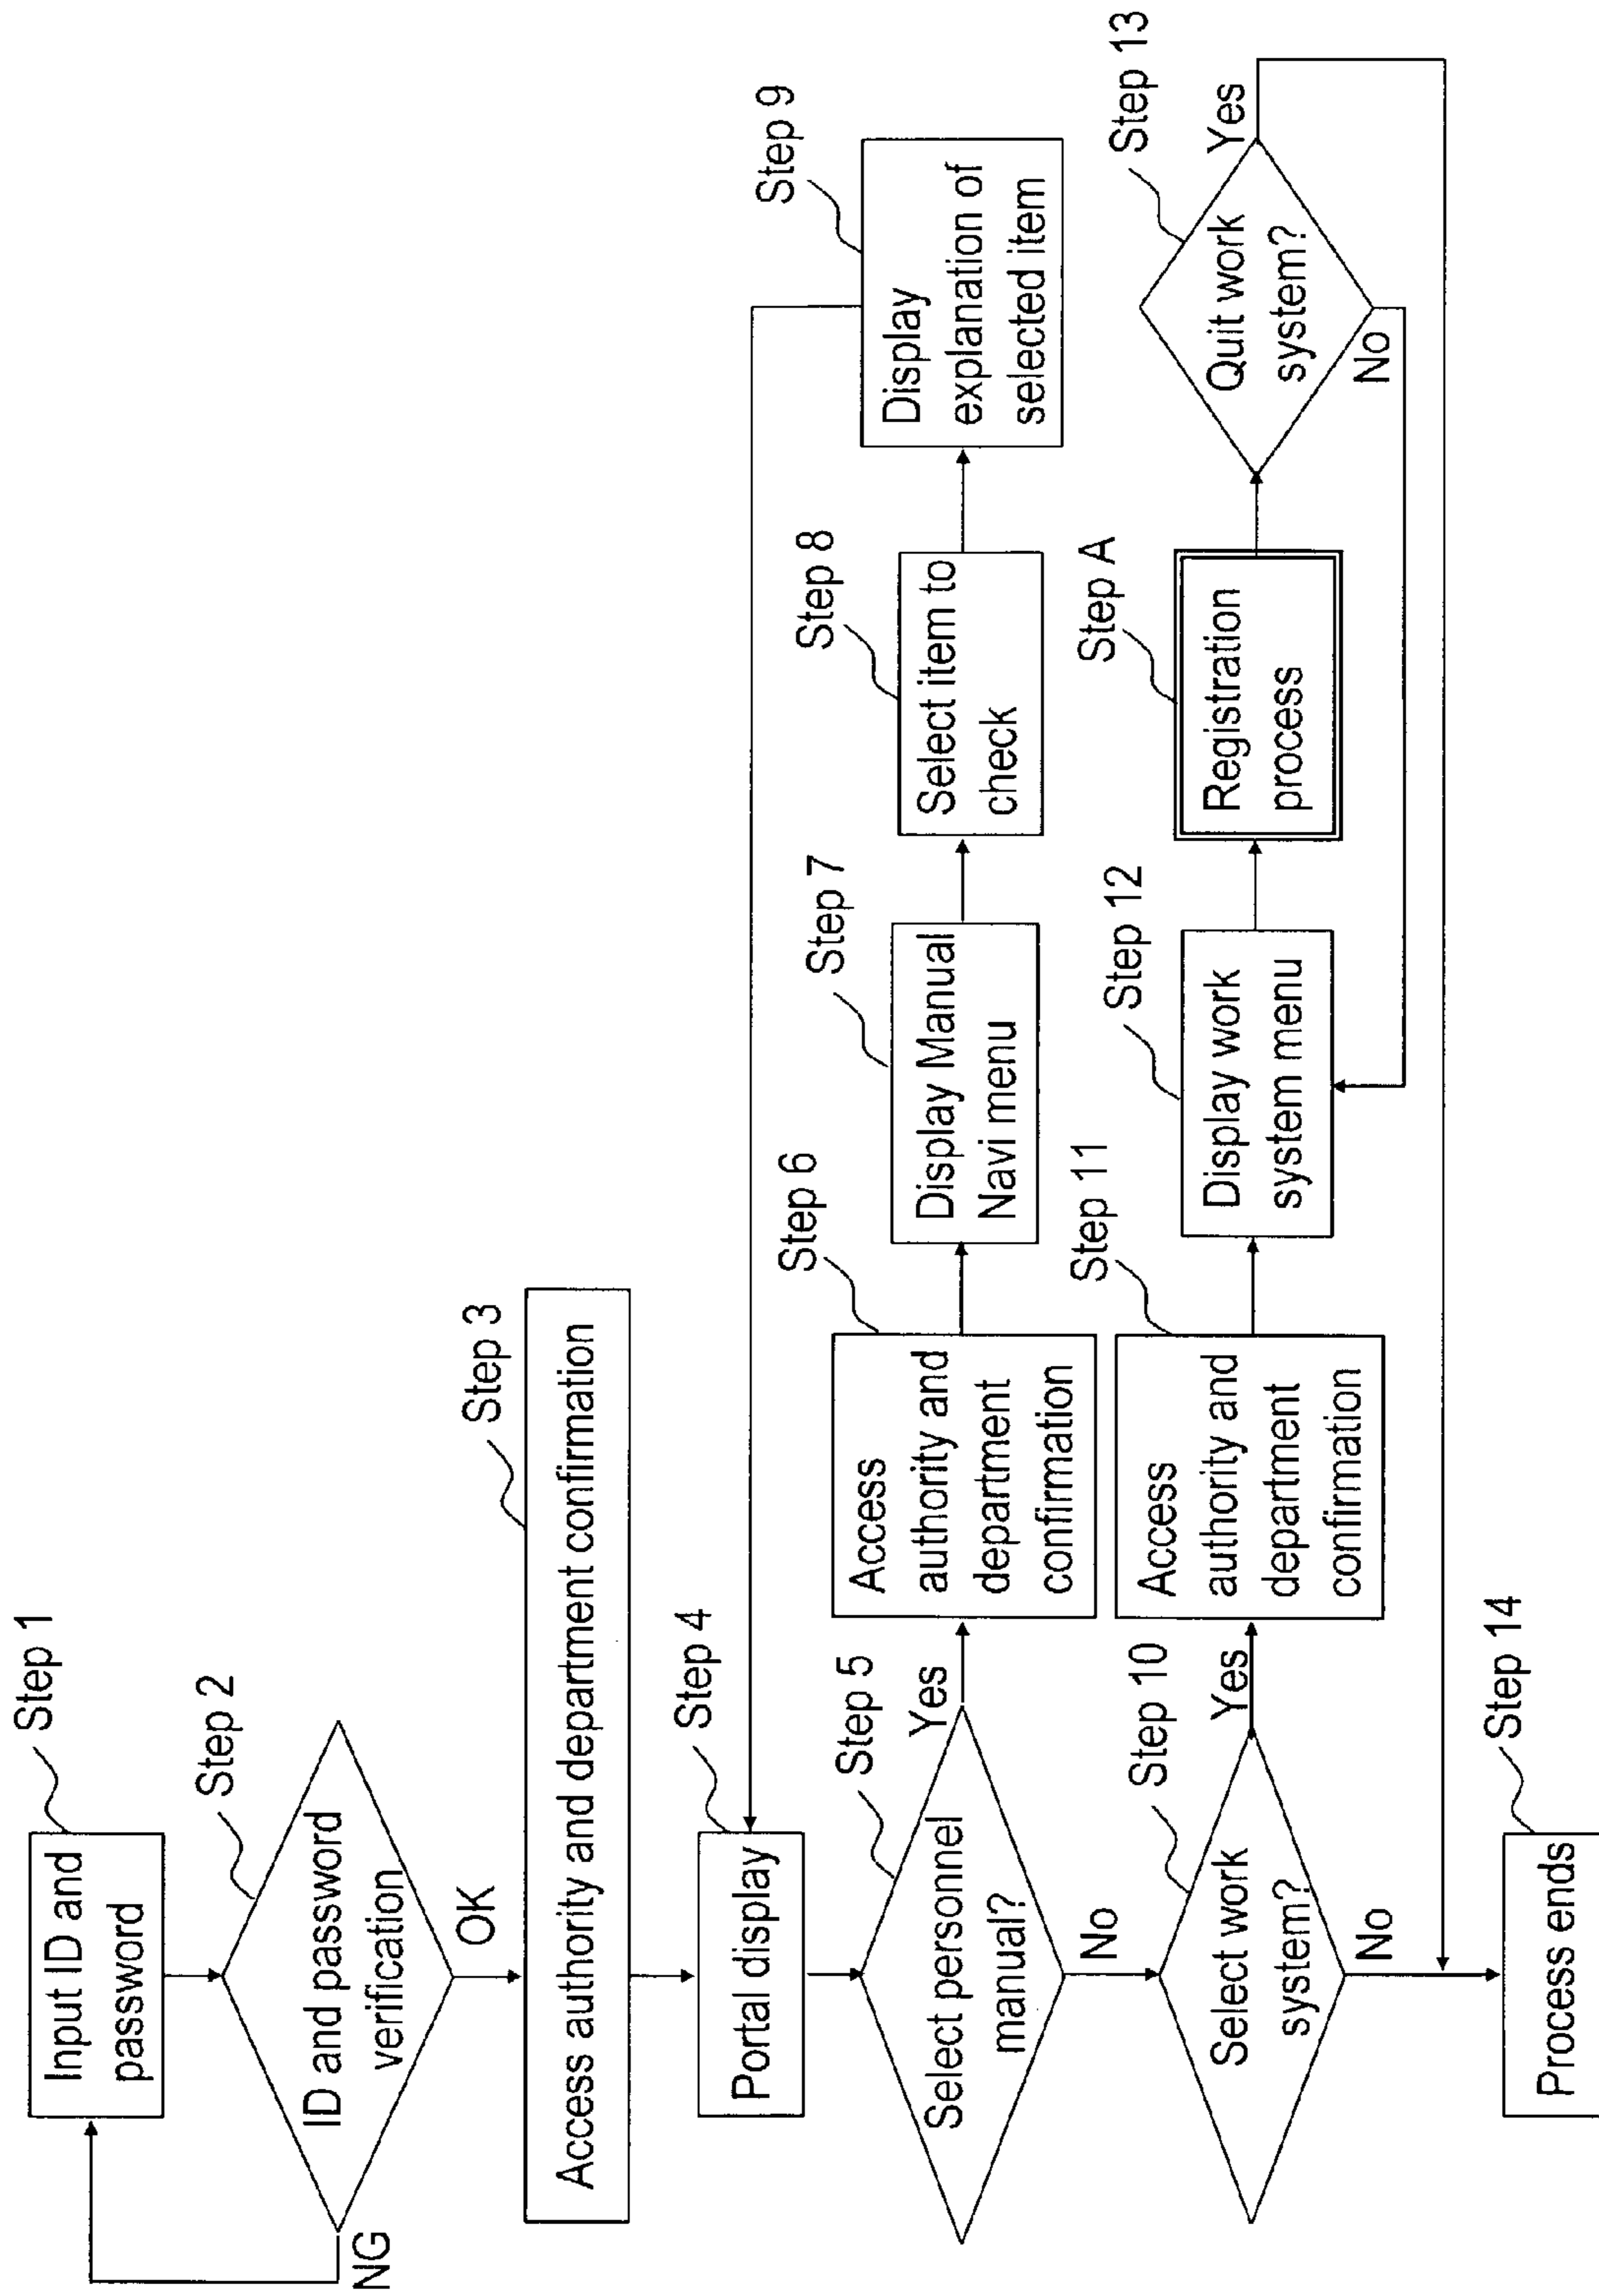 Step 1
Input ID and
password
Step 2
ID and password
verification
NG
OK
Step 3
Access authority and department confirmation
Step 4
Portal display
Step 5
Select personnel
manual?
Yes
No
Step 6
Access
authority and
department
confirmation
Step 7
Display Manual
Navi menu
Step 8
Select item to
check
Step 9
Display
explanation of
selected item
Step 10
Select work
system?
Yes
No
Step 11
Access
authority and
department
confirmation
Step 12
Display work
system menu
Step A
Registration
process
Step 13
Quit work
system?
Yes
No
Step 14
Process ends